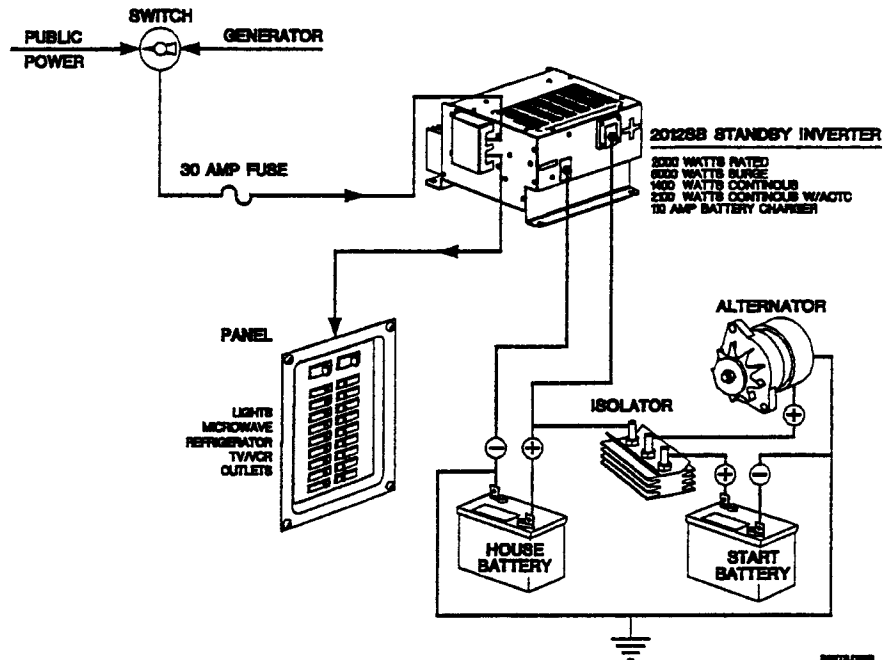 SWITCH
PUBLIC
POWER
GENERATOR
30 AMP FUSE
2012SB STANDBY INVERTER
2000 WATTS RATED
6000 WATTS SURGE
1400 WATTS CONTINOUS
2100 WATTS CONTINOUS W/ACTC
110 AMP BATTERY CHARGER
PANEL
LIGHTS
MICROWAVE
REFRIGERATOR
TV/VCR
OUTLETS
ALTERNATOR
ISOLATOR
HOUSE
BATTERY
START
BATTERY